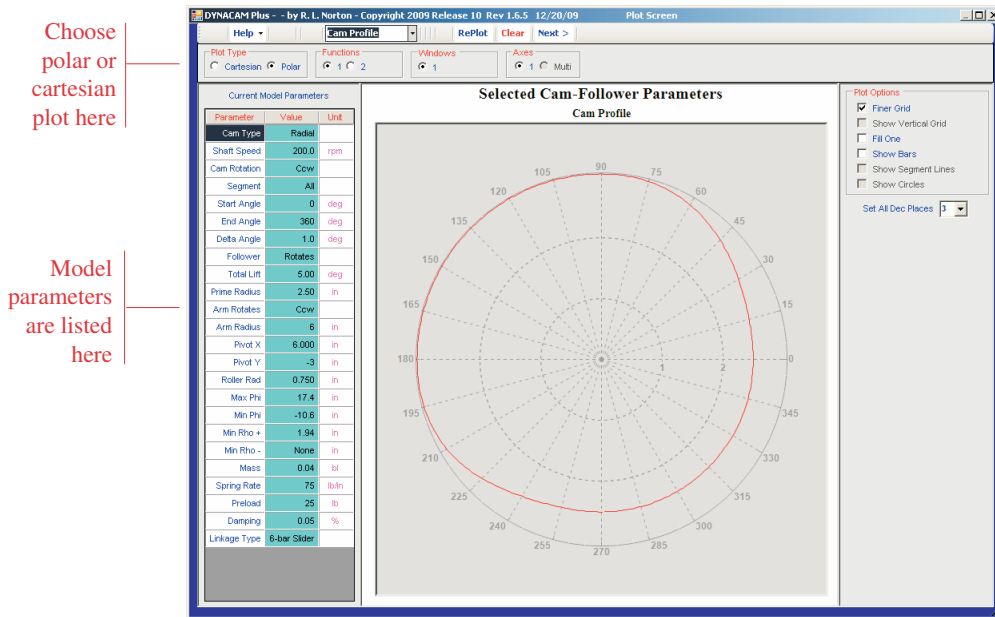 Choose
polar or
cartesian
plot here
Model
parameters
are listed
here
DYNACAM Plus - - by R. L. Norton - Copyright 2009 Release 10 Rev 1.6.5 12/20/09 Plot Screen
Help Cam Profile RePlot Clear Next >
Plot Type Functions Windows Axes
Cartesian Polar 1 2 1 1 Multi
Current Model Parameters
Parameter Value Unit
Cam Type Radial
Shaft Speed 200.0 rpm
Cam Rotation Ccw
Segment All
Start Angle 0 deg
End Angle 360 deg
Delta Angle 1.0 deg
Follower Rotates
Total Lift 5.00 deg
Prime Radius 2.50 in
Arm Rotates Ccw
Arm Radius 6 in
Pivot X 6.000 in
Pivot Y -3 in
Roller Rad 0.750 in
Max Phi 17.4 in
Min Phi -10.6 in
Min Rho + 1.94 in
Min Rho - None in
Mass 0.04 bl
Spring Rate 75 lb/in
Preload 25 lb
Damping 0.05 %
Linkage Type 6-bar Slider
Selected Cam-Follower Parameters
Cam Profile
90
105 75
120 60
135 45
150 30
165 15
180 1 2 0
195 345
210 330
225 315
240 300
255 285
270
Plot Options
Finer Grid
Show Vertical Grid
Fill One
Show Bars
Show Segment Lines
Show Circles
Set All Dec Places 3